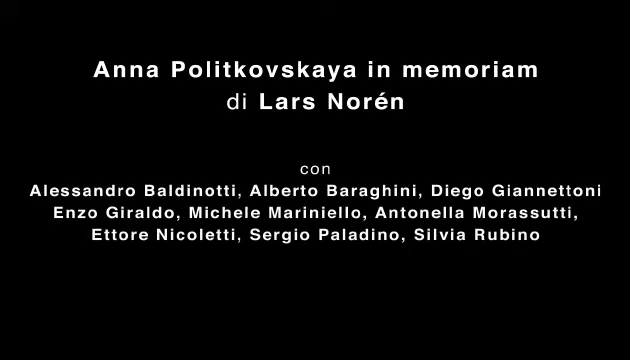 Anna Politkovskaya in memoriam
di Lars Norén
con
Alessandro Baldinotti, Alberto Baraghini, Diego Giannettoni
Enzo Giraldo, Michele Mariniello, Antonella Morassutti,
Ettore Nicoletti, Sergio Paladino, Silvia Rubino